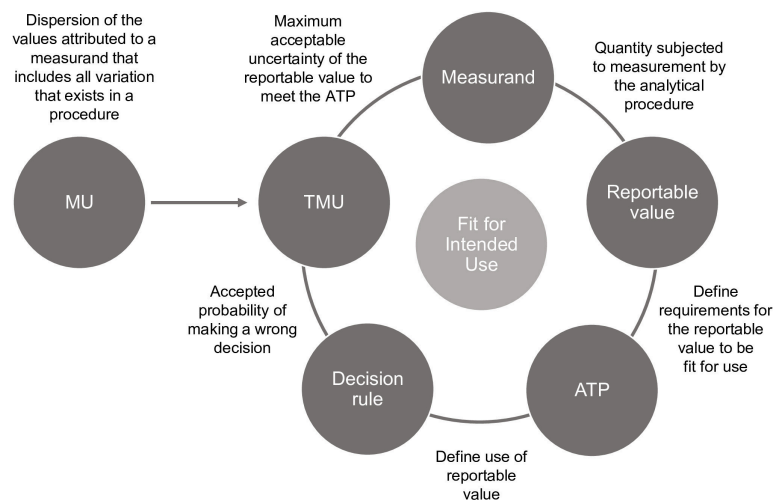 Dispersion of the
values attributed to a
measurand that
includes all variation
that exists in a
procedure
MU
Maximum
acceptable
uncertainty of the
reportable value to
meet the ATP
TMU
Measurand
Quantity subjected
to measurement by
the analytical
procedure
Reportable
value
Fit for
Intended
Use
Define
requirements for
the reportable
value to be
fit for use
ATP
Define use of
reportable
value
Decision
rule
Accepted
probability of
making a wrong
decision